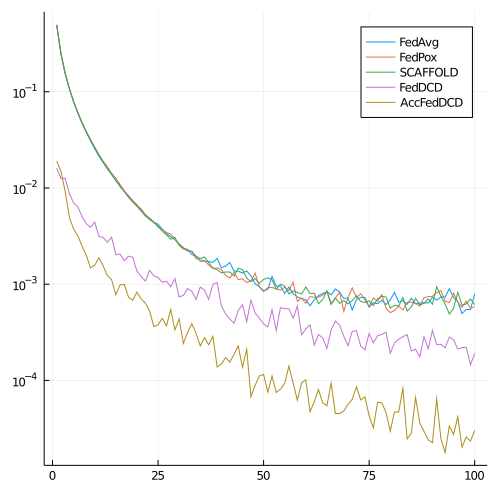 FedAvg
FedPox
SCAFFOLD
FedDCD
AccFedDCD
10⁻¹
10⁻²
10⁻³
10⁻⁴
0 25 50 75 100